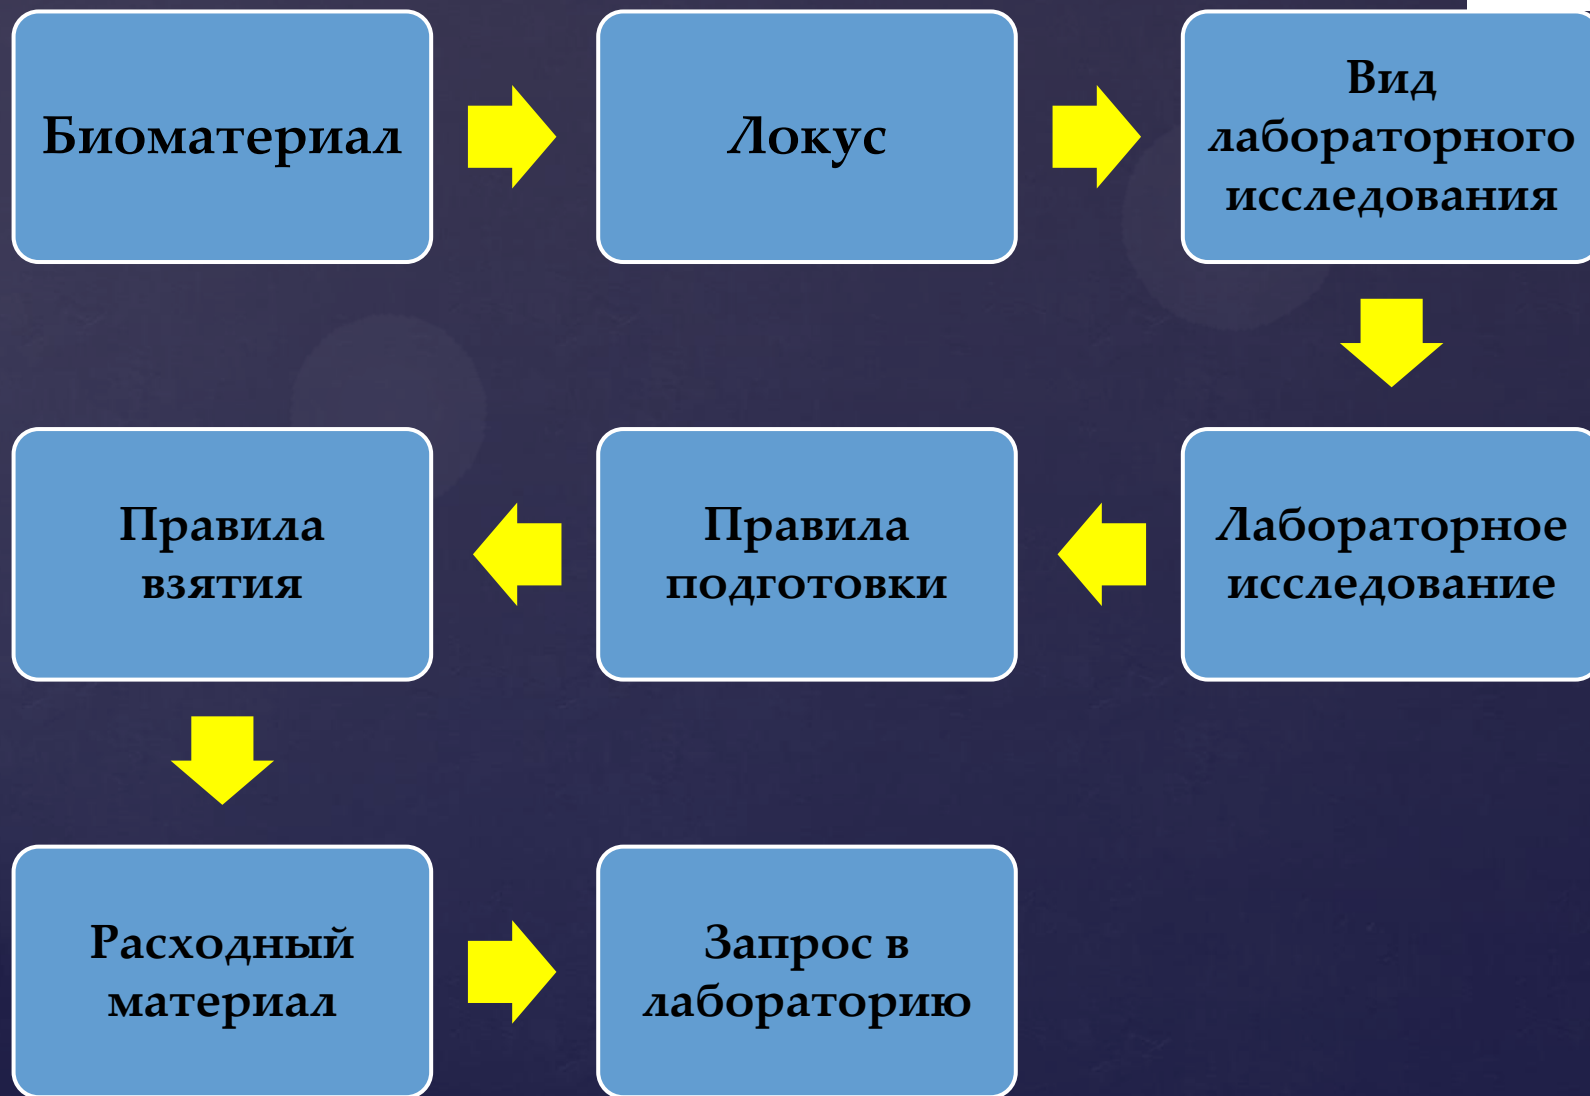 Биоматериал
Локус
Вид
лабораторного
исследования
Лабораторное
исследование
Правила
подготовки
Правила
взятия
Расходный
материал
Запрос в
лабораторию